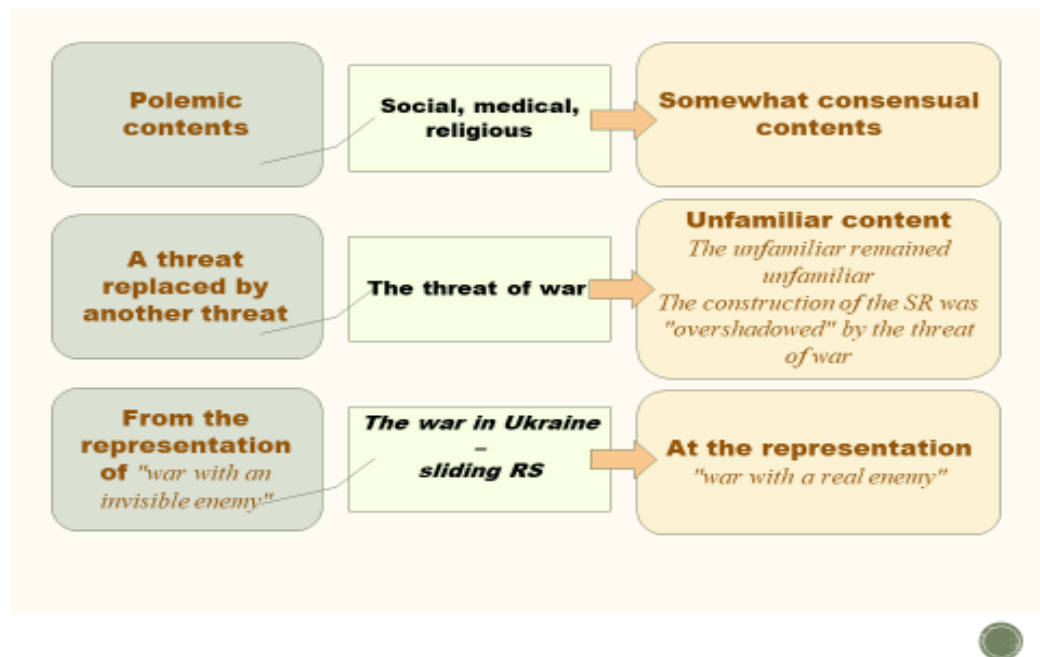 Polemic
contents
Social, medical,
religious
Somewhat consensual
contents
A threat
replaced by
another threat
The threat of war
Unfamiliar content
The unfamiliar remained
unfamiliar
The construction of the SR was
"overshadowed" by the threat
of war
From the
representation
of "war with an
invisible enemy"
The war in Ukraine
–
sliding RS
At the representation
"war with a real enemy"